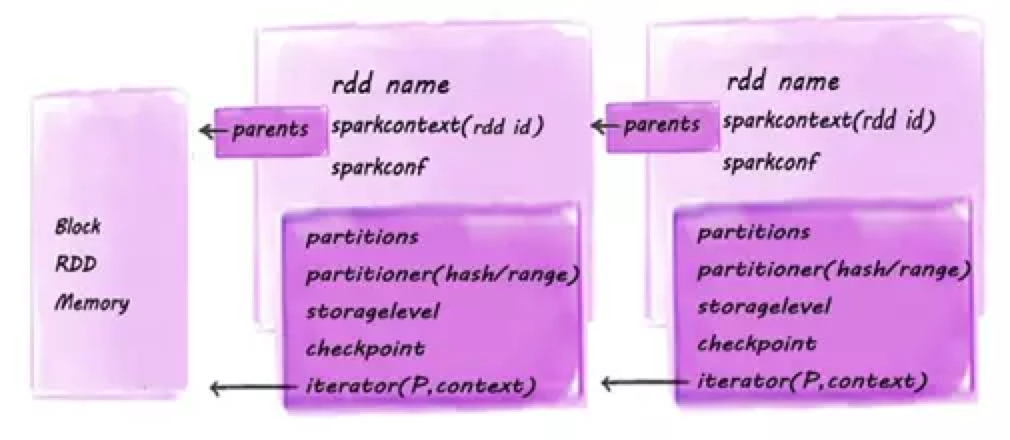 Block
RDD
Memory
rdd name
parents
sparkcontext(rdd id)
sparkconf
partitions
partitioner(hash/range)
storagelevel
checkpoint
iterator(P,context)
rdd name
parents
sparkcontext(rdd id)
sparkconf
partitions
partitioner(hash/range)
storagelevel
checkpoint
iterator(P,context)